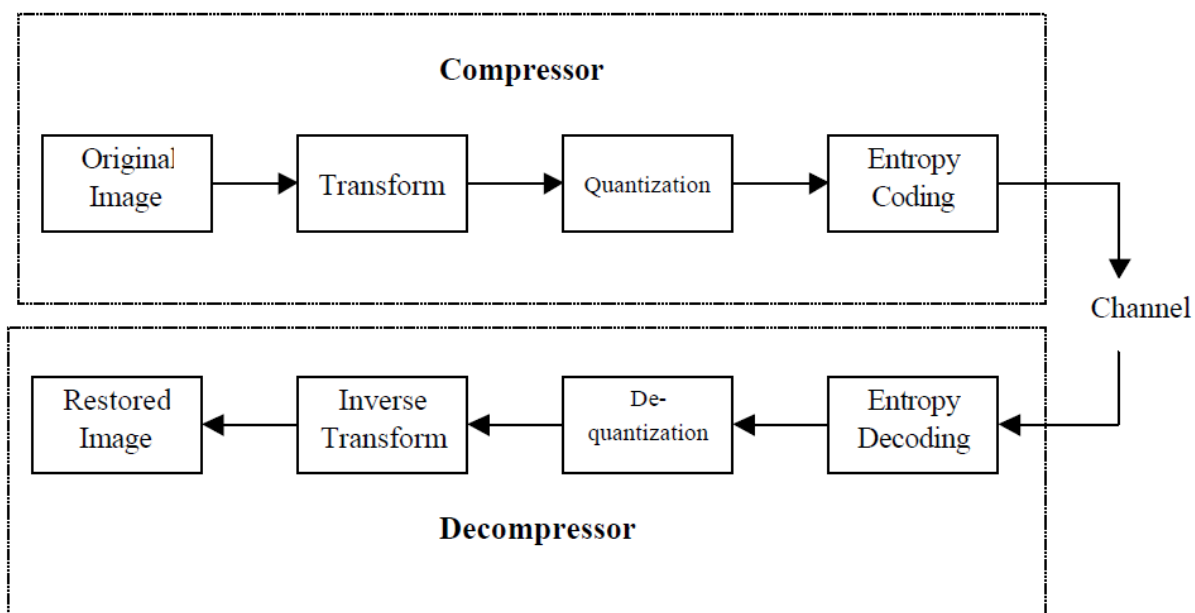 Compressor
Original
Image
Transform
Quantization
Entropy
Coding
Channel
Restored
Image
Inverse
Transform
De-
quantization
Entropy
Decoding
Decompressor